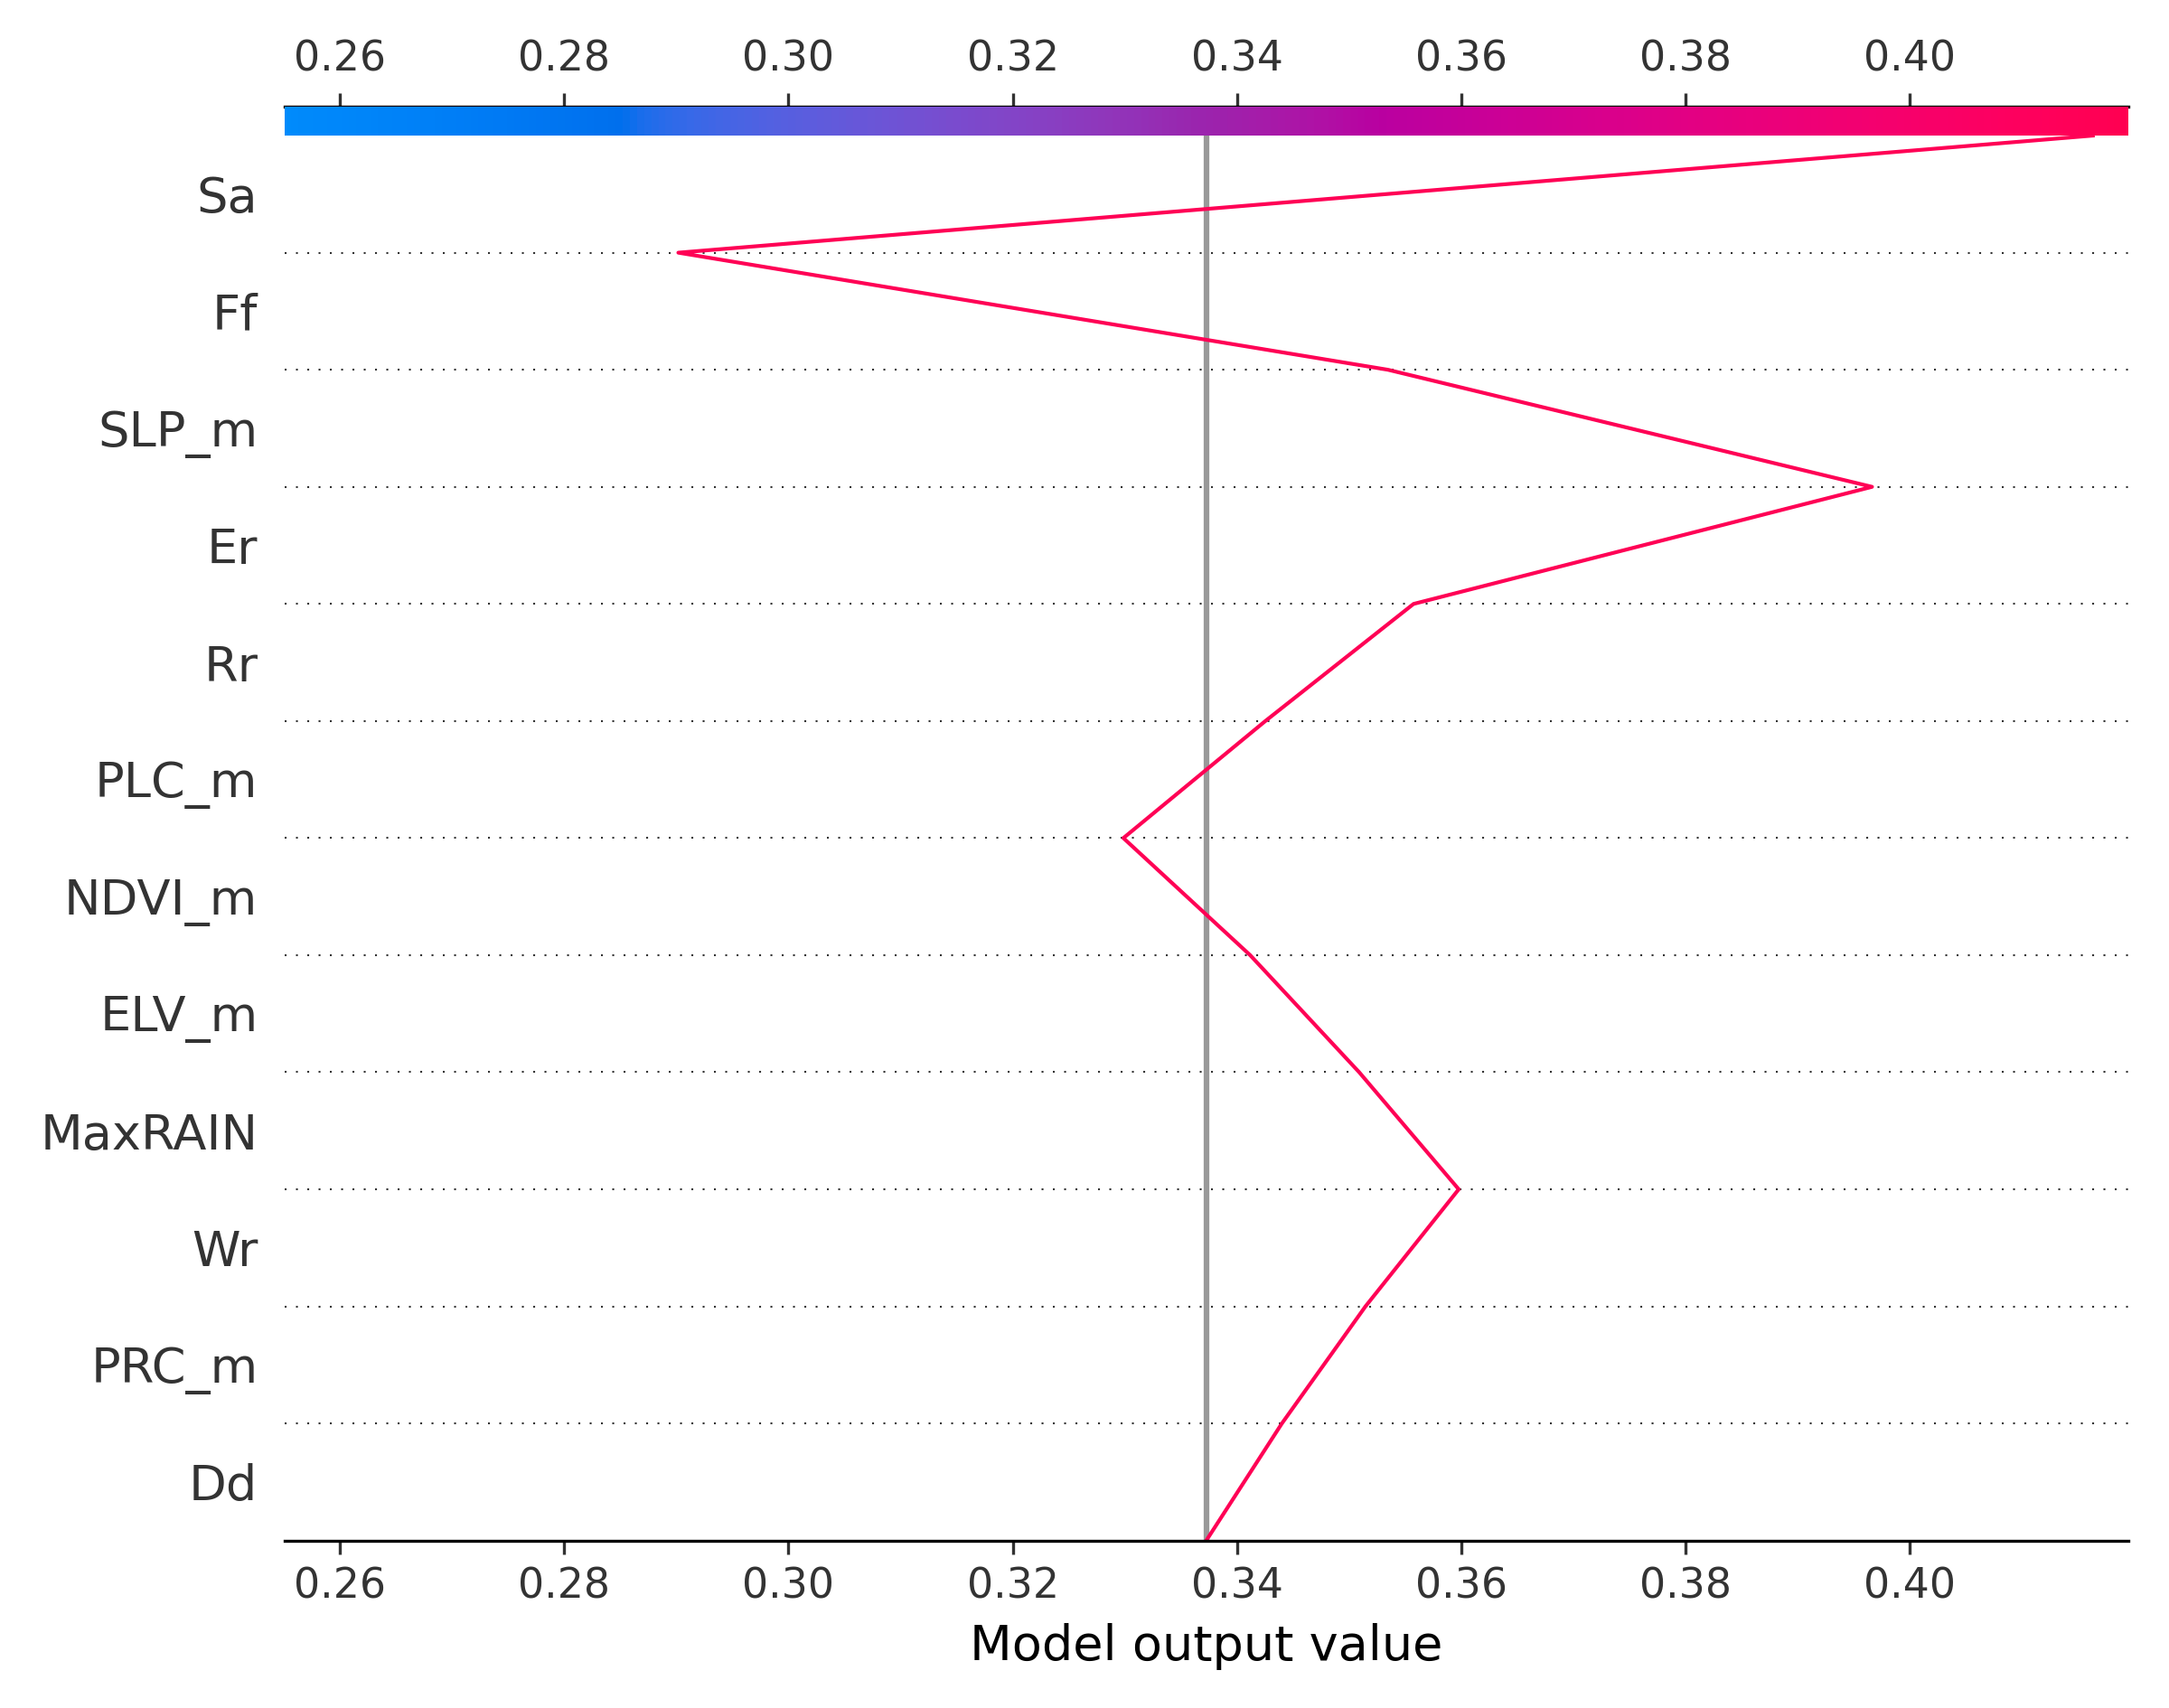 0.26 0.28 0.30 0.32 0.34 0.36 0.38 0.40
Sa
Ff
SLP_m
Er
Rr
PLC_m
NDVI_m
ELV_m
MaxRAIN
Wr
PRC_m
Dd
0.26 0.28 0.30 0.32 0.34 0.36 0.38 0.40
Model output value